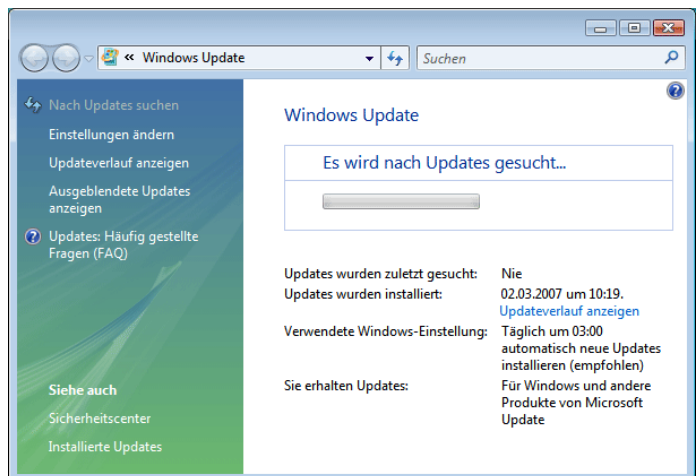 « Windows Update
Suchen
Nach Updates suchen
Einstellungen ändern
Updateverlauf anzeigen
Ausgeblendete Updates
anzeigen
Updates: Häufig gestellte
Fragen (FAQ)
Siehe auch
Sicherheitscenter
Installierte Updates
Windows Update
Es wird nach Updates gesucht...
Updates wurden zuletzt gesucht: Nie
Updates wurden installiert: 02.03.2007 um 10:19.
Updateverlauf anzeigen
Verwendete Windows-Einstellung: Täglich um 03:00
automatisch neue Updates
installieren (empfohlen)
Sie erhalten Updates: Für Windows und andere
Produkte von Microsoft
Update